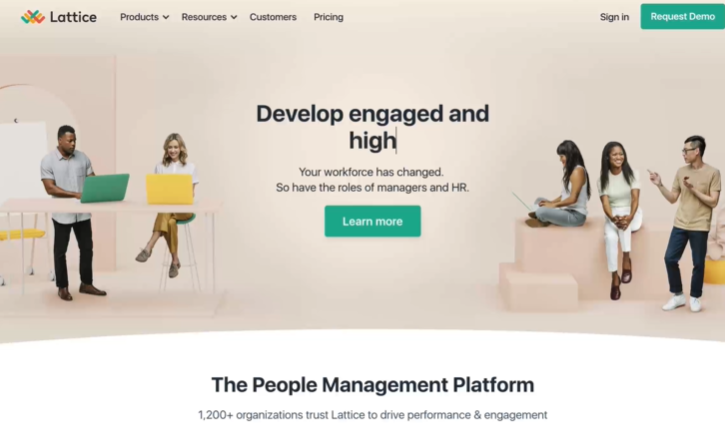 Lattice
Products Resources Customers Pricing
Sign in
Request Demo
Develop engaged and
high
Your workforce has changed.
So have the roles of managers and HR.
Learn more
The People Management Platform
1,200+ organizations trust Lattice to drive performance & engagement